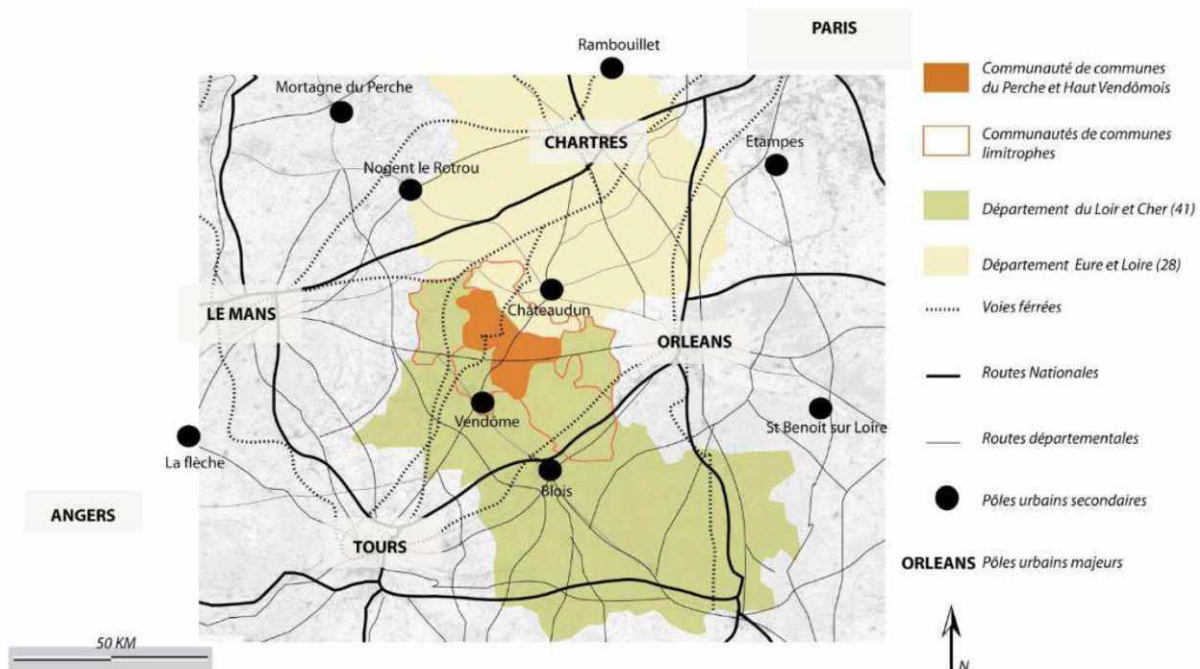 PARIS
Rambouillet
Mortagne du Perche
CHARTRES
Etampes
Nogent le Rotrou
Châteaudun
LE MANS
ORLEANS
Vendôme
St Benoit sur Loire
La flèche
Blois
ANGERS
TOURS
50 KM
Communauté de communes
du Perche et Haut Vendômois
Communautés de communes
limitrophes
Département du Loir et Cher (41)
Département Eure et Loire (28)
Voies férrées
Routes Nationales
Routes départementales
Pôles urbains secondaires
ORLEANS Pôles urbains majeurs
N